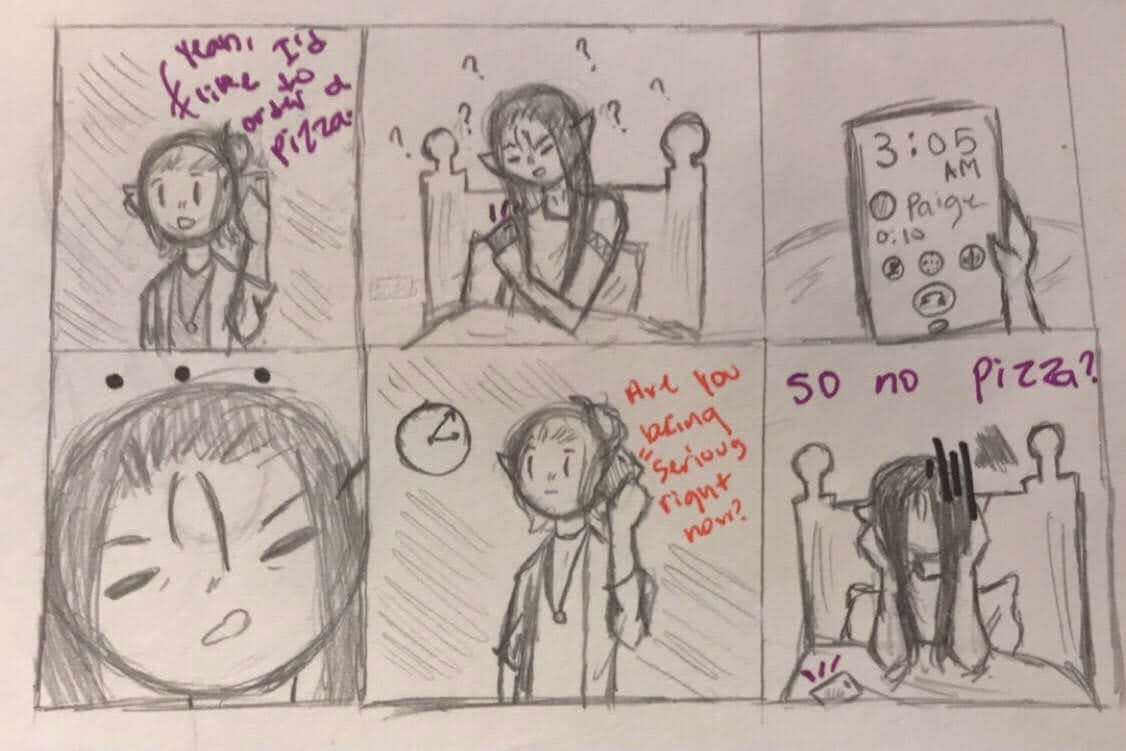 Yeah, I'd
like to
order a
pizza.
? ? ? ? ? ?
3:05
AM
Paige
0:10
...
Are you
being
serious
right
now?
so no pizza?